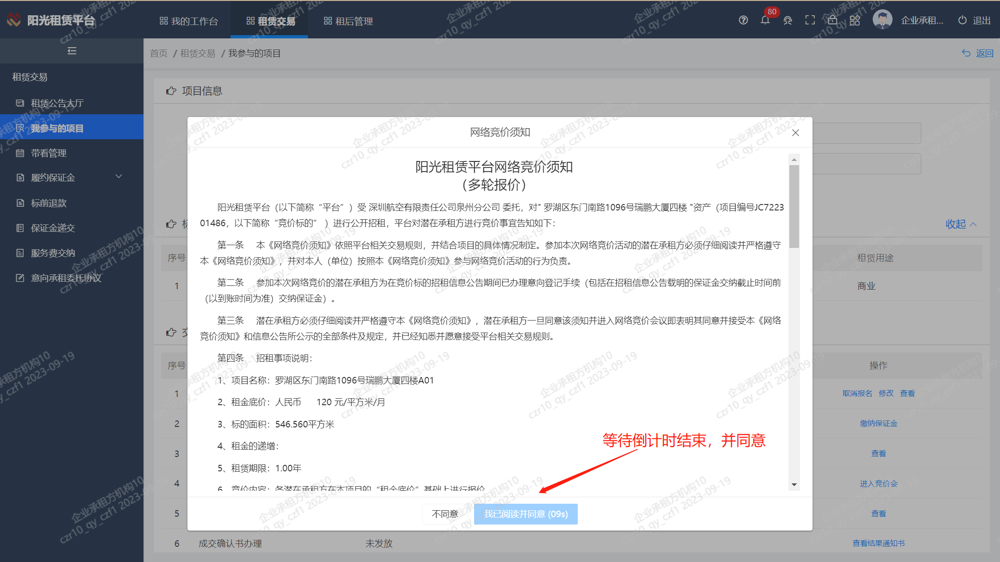 阳光租赁平台
我的工作台
租赁交易
租后管理
80
企业承租...
退出
首页 / 租赁交易 / 我参与的项目
返回
租赁交易
租赁公告大厅
我参与的项目
带看管理
履约保证金
标前退款
保证金递交
服务费交纳
意向承租委托协议
项目信息
收起
序号
租赁用途
1
商业
网络竞价须知
阳光租赁平台网络竞价须知
（多轮报价）
阳光租赁平台（以下简称“平台”）受 深圳航空有限责任公司泉州分公司 委托，对" 罗湖区东门南路1096号瑞鹏大厦四楼 "资产（项目编号JC7223
01486，以下简称“竞价标的” ）进行公开招租，平台对潜在承租方进行竞价事宜告知如下：
第一条 本《网络竞价须知》依照平台相关交易规则，并结合项目的具体情况制定。参加本次网络竞价活动的潜在承租方必须仔细阅读并严格遵守
本《网络竞价须知》，并对本人（单位）按照本《网络竞价须知》参与网络竞价活动的行为负责。
第二条 参加本次网络竞价的潜在承租方为在竞价标的招租信息公告期间已办理意向登记手续（包括在招租信息公告载明的保证金交纳截止时间前
（以到账时间为准）交纳保证金）。
第三条 潜在承租方必须仔细阅读并严格遵守本《网络竞价须知》，潜在承租方一旦同意该须知并进入网络竞价会议即表明其同意并接受本《网络
竞价须知》和信息公告所公示的全部条件及规定，并已经知悉并愿意接受平台相关交易规则。
第四条 招租事项说明：
1、项目名称：罗湖区东门南路1096号瑞鹏大厦四楼A01
2、租金底价：人民币 120 元/平方米/月
3、标的面积：546.560平方米
4、租金的递增：
5、租赁期限：1.00年
6、竞价内容：各潜在承租方在本项目的“租金底价”基础上进行报价
等待倒计时结束，并同意
不同意
我已阅读并同意 (09s)
序号
操作
1
取消报名 修改 查看
2
缴纳保证金
3
查看
4
进入竞价会
5
查看
6 成交确认书办理 未发放 查看结果通知书
企业承租方机构10
czr10_qy_czf1 2023-09-19